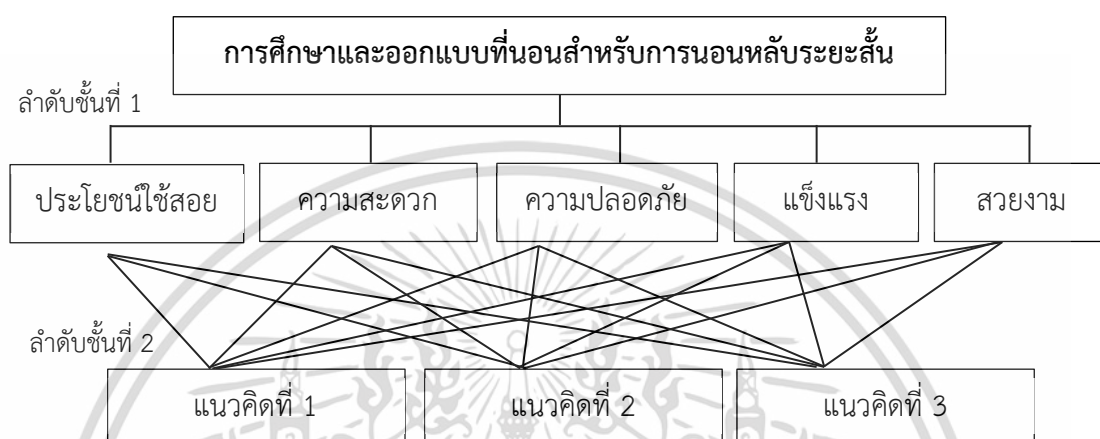 การศึกษาและออกแบบที่นอนสำหรับการนอนหลับระยะสั้น
ลำดับชั้นที่ 1
ประโยชน์ใช้สอย ความสะดวก ความปลอดภัย แข็งแรง สวยงาม
ลำดับชั้นที่ 2
แนวคิดที่ 1 แนวคิดที่ 2 แนวคิดที่ 3